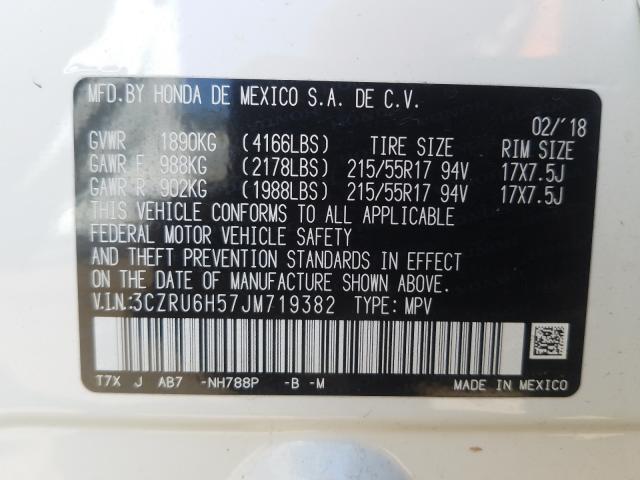 MFD. BY HONDA DE MEXICO S.A. DE C.V.
02/'18
GVWR 1890KG (4166LBS) TIRE SIZE RIM SIZE
GAWR F 988KG (2178LBS) 215/55R17 94V 17X7.5J
GAWR R 902KG (1988LBS) 215/55R17 94V 17X7.5J
THIS VEHICLE CONFORMS TO ALL APPLICABLE
FEDERAL MOTOR VEHICLE SAFETY
AND THEFT PREVENTION STANDARDS IN EFFECT
ON THE DATE OF MANUFACTURE SHOWN ABOVE.
V.I.N.:3CZRU6H57JM719382 TYPE: MPV
T7X J AB7 -NH788P -B -M MADE IN MEXICO